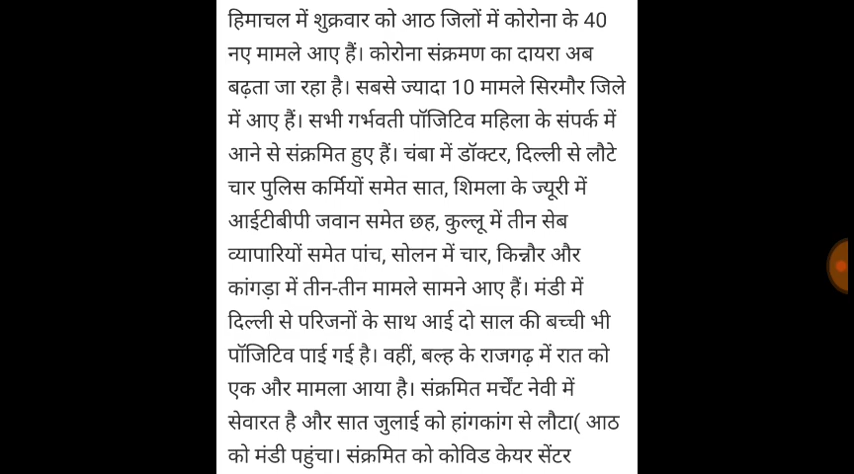 हिमाचल में शुक्रवार को आठ जिलों में कोरोना के 40
नए मामले आए हैं। कोरोना संक्रमण का दायरा अब
बढ़ता जा रहा है। सबसे ज्यादा 10 मामले सिरमौर जिले
में आए हैं। सभी गर्भवती पॉजिटिव महिला के संपर्क में
आने से संक्रमित हुए हैं। चंबा में डॉक्टर, दिल्ली से लौटे
चार पुलिस कर्मियों समेत सात, शिमला के ज्यूरी में
आईटीबीपी जवान समेत छह, कुल्लू में तीन सेब
व्यापारियों समेत पांच, सोलन में चार, किन्नौर और
कांगड़ा में तीन-तीन मामले सामने आए हैं। मंडी में
दिल्ली से परिजनों के साथ आई दो साल की बच्ची भी
पॉजिटिव पाई गई है। वहीं, बल्ह के राजगढ़ में रात को
एक और मामला आया है। संक्रमित मर्चेंट नेवी में
सेवारत है और सात जुलाई को हांगकांग से लौटा( आठ
को मंडी पहुंचा। संक्रमित को कोविड केयर सेंटर